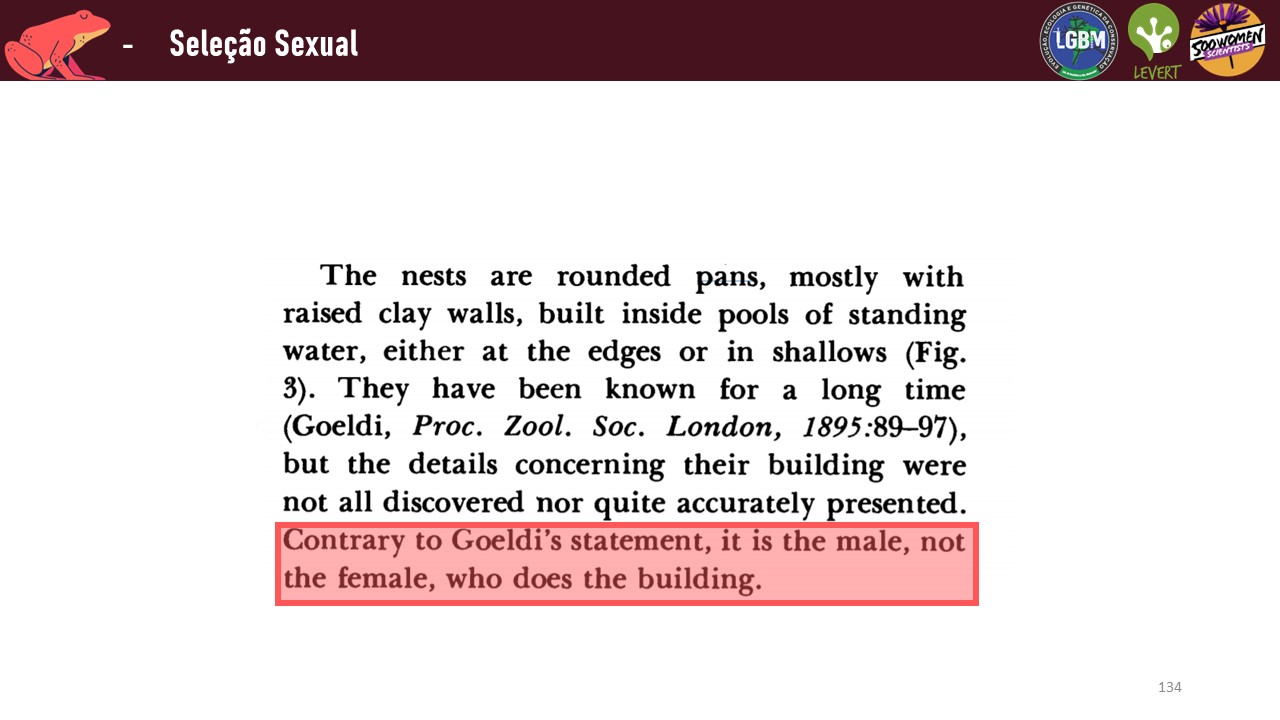 - Seleção Sexual
LGBM
LEVERT
500 WOMEN
SCIENTISTS
The nests are rounded pans, mostly with
raised clay walls, built inside pools of standing
water, either at the edges or in shallows (Fig.
3). They have been known for a long time
(Goeldi, Proc. Zool. Soc. London, 1895:89–97),
but the details concerning their building were
not all discovered nor quite accurately presented.
Contrary to Goeldi’s statement, it is the male, not
the female, who does the building.
134